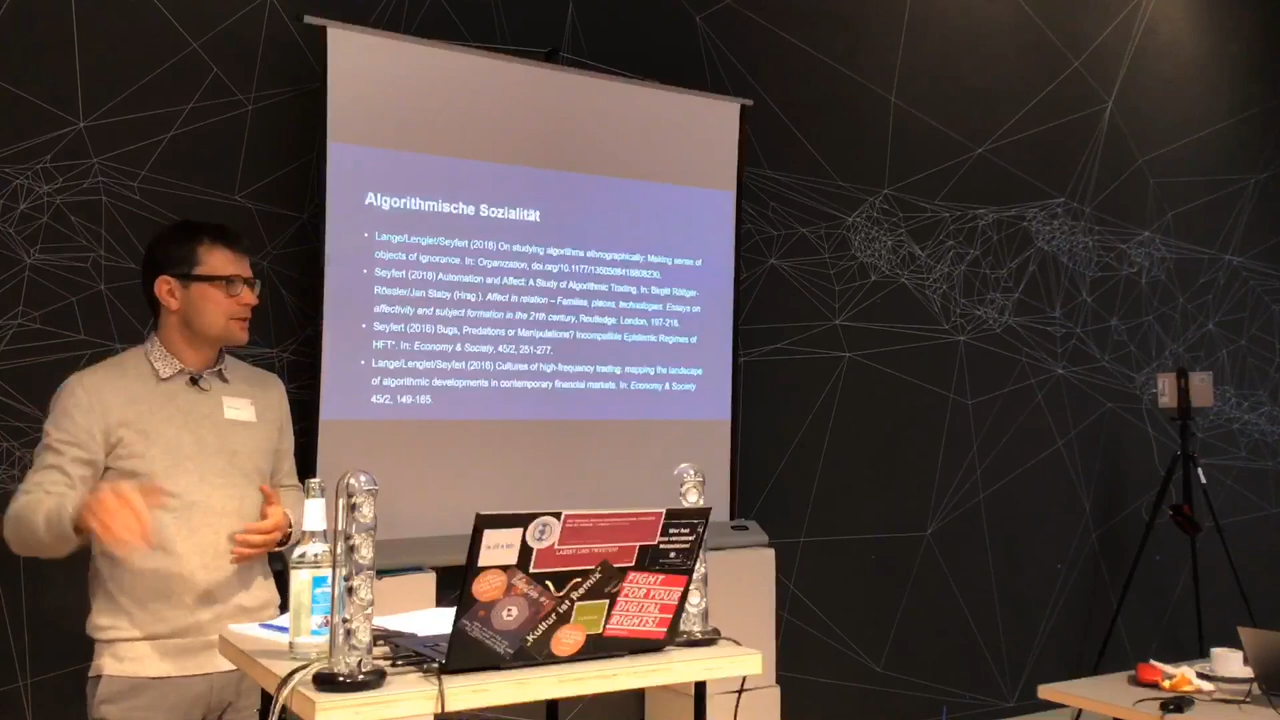 Algorithmische Sozialität
• Lange/Lenglet/Seyfert (2018) On studying algorithms ethnographically: Making sense of
objects of ignorance. In: Organization, doi.org/10.1177/1350508418808230.
• Seyfert (2018) Automation and Affect: A Study of Algorithmic Trading. In: Birgitt Röttger-
Rössler/Jan Slaby (Hrsg.). Affect in relation – Families, places, technologies. Essays on
affectivity and subject formation in the 21th century, Routledge: London, 197-218.
• Seyfert (2016) Bugs, Predations or Manipulations? Incompatible Epistemic Regimes of
HFT". In: Economy & Society, 45/2, 251-277.
• Lange/Lenglet/Seyfert (2016) Cultures of high-frequency trading: mapping the landscape
of algorithmic developments in contemporary financial markets. In: Economy & Society
45/2, 149-165.
Wer hat
"Kultur ist Remix"
FIGHT
FOR YOUR
DIGITAL
RIGHTS!